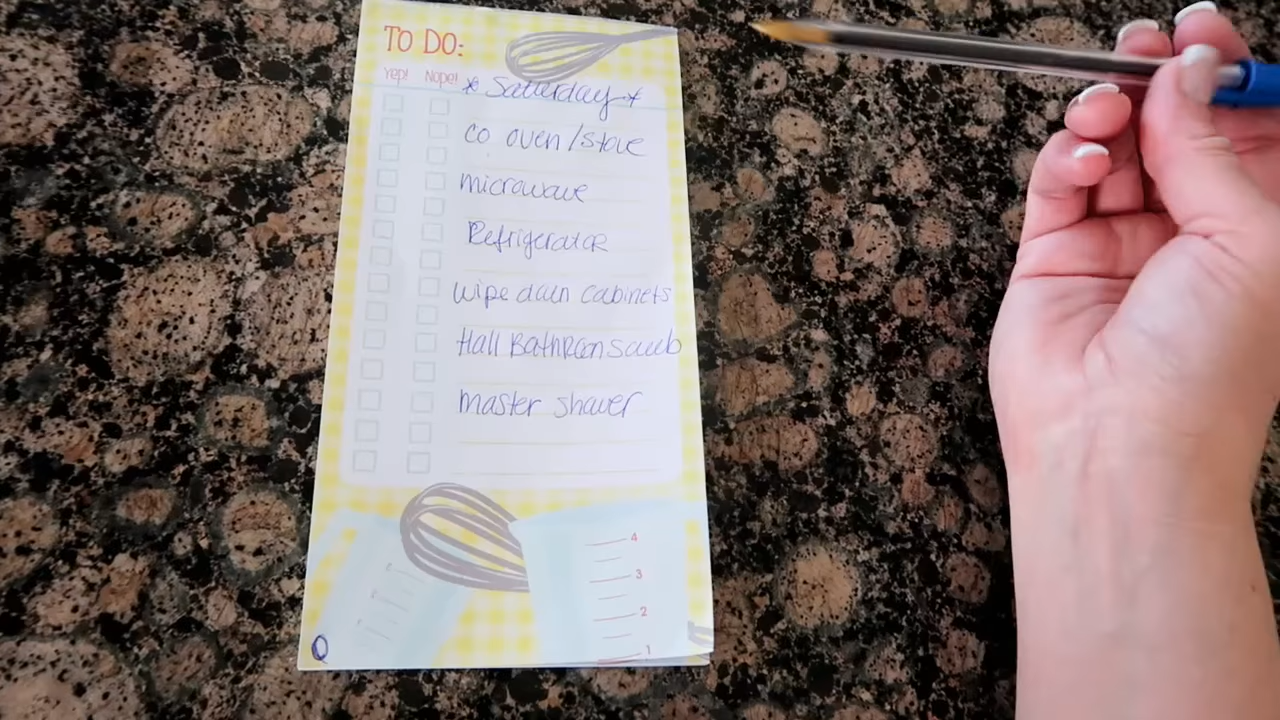 TO DO:
Yep! Nope!
* Saturday *
co oven/stove
microwave
Refrigerator
wipe down cabinets
Hall Bathroom scrub
master shower
4
3
2
1